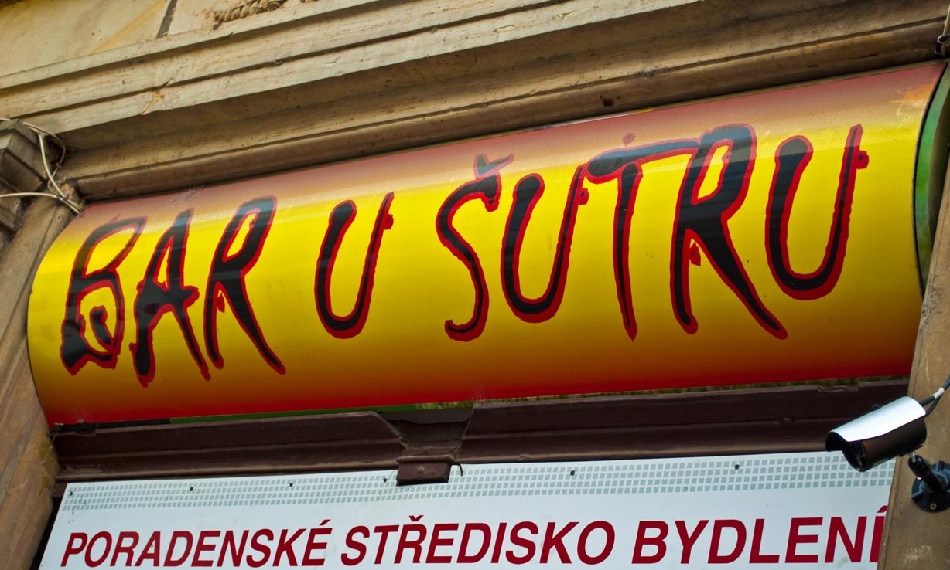 BAR U ŠUTRU
PORADENSKÉ STŘEDISKO BYDLENÍ